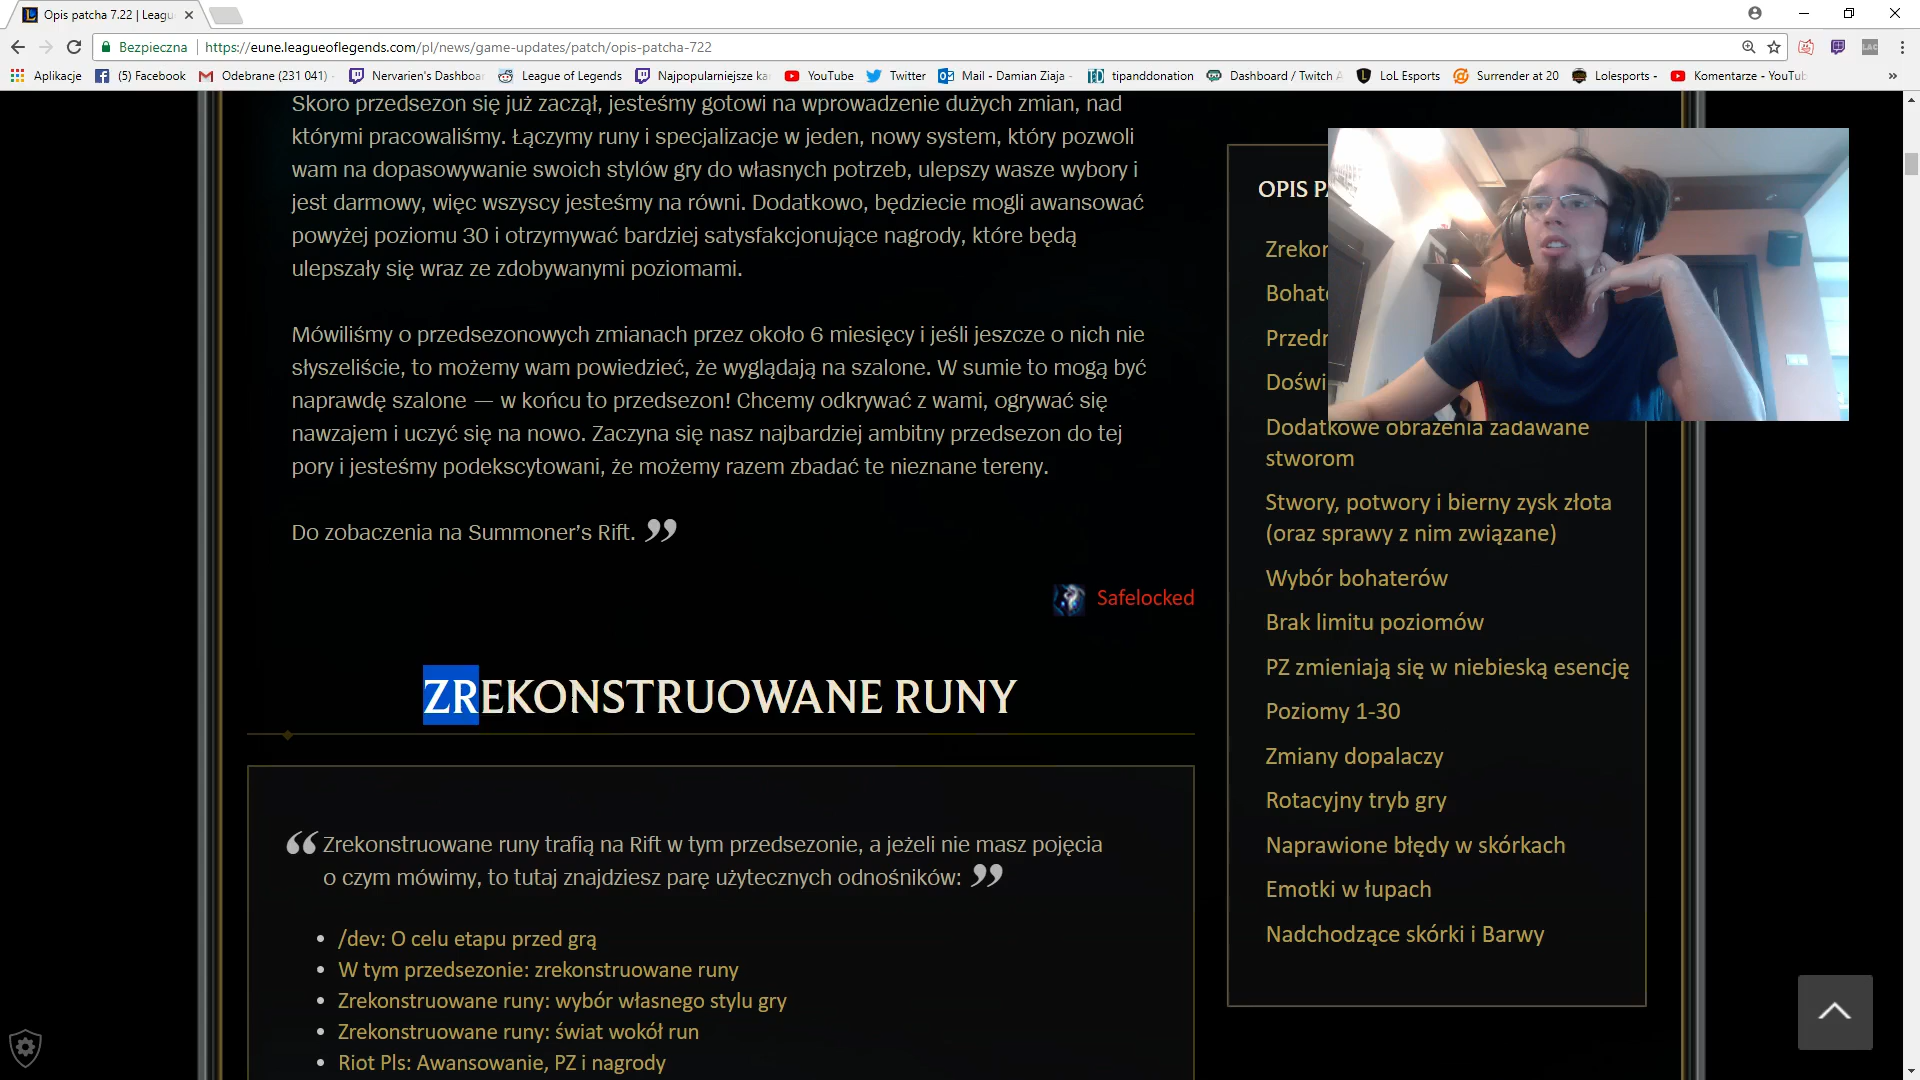 Opis patcha 7.22 | Leagu
Bezpieczna
https://eune.leagueoflegends.com/pl/news/game-updates/patch/opis-patcha-722
Aplikacje
(5) Facebook
Odebrane (231 041)
Nervarien's Dashboa
League of Legends
Najpopularniejsze ka
YouTube
Twitter
Mail - Damian Ziaja -
tipanddonation
Dashboard / Twitch A
LoL Esports
Surrender at 20
Lolesports -
Komentarze - YouTub
Skoro przedsezon się już zaczął, jesteśmy gotowi na wprowadzenie dużych zmian, nad
którymi pracowaliśmy. Łączymy runy i specjalizacje w jeden, nowy system, który pozwoli
wam na dopasowywanie swoich stylów gry do własnych potrzeb, ulepszy wasze wybory i
jest darmowy, więc wszyscy jesteśmy na równi. Dodatkowo, będziecie mogli awansować
powyżej poziomu 30 i otrzymywać bardziej satysfakcjonujące nagrody, które będą
ulepszały się wraz ze zdobywanymi poziomami.
Mówiliśmy o przedsezonowych zmianach przez około 6 miesięcy i jeśli jeszcze o nich nie
słyszeliście, to możemy wam powiedzieć, że wyglądają na szalone. W sumie to mogą być
naprawdę szalone — w końcu to przedsezon! Chcemy odkrywać z wami, ogrywać się
nawzajem i uczyć się na nowo. Zaczyna się nasz najbardziej ambitny przedsezon do tej
pory i jesteśmy podekscytowani, że możemy razem zbadać te nieznane tereny.
Do zobaczenia na Summoner's Rift. ”
Safelocked
ZREKONSTRUOWANE RUNY
“ Zrekonstruowane runy trafią na Rift w tym przedsezonie, a jeżeli nie masz pojęcia
o czym mówimy, to tutaj znajdziesz parę użytecznych odnośników: ”
• /dev: O celu etapu przed grą
• W tym przedsezonie: zrekonstruowane runy
• Zrekonstruowane runy: wybór własnego stylu gry
• Zrekonstruowane runy: świat wokół run
• Riot Pls: Awansowanie, PZ i nagrody
OPIS PA
Zrekon
Bohate
Przedr
Doświ
Dodatkowe obrażenia zadawane
stworom
Stwory, potwory i bierny zysk złota
(oraz sprawy z nim związane)
Wybór bohaterów
Brak limitu poziomów
PZ zmieniają się w niebieską esencję
Poziomy 1-30
Zmiany dopalaczy
Rotacyjny tryb gry
Naprawione błędy w skórkach
Emotki w łupach
Nadchodzące skórki i Barwy